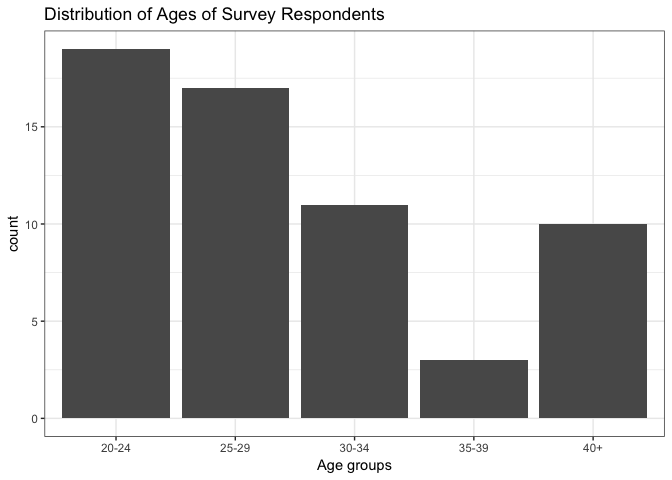 Distribution of Ages of Survey Respondents
15
10
5
0
count
20-24 25-29 30-34 35-39 40+
Age groups